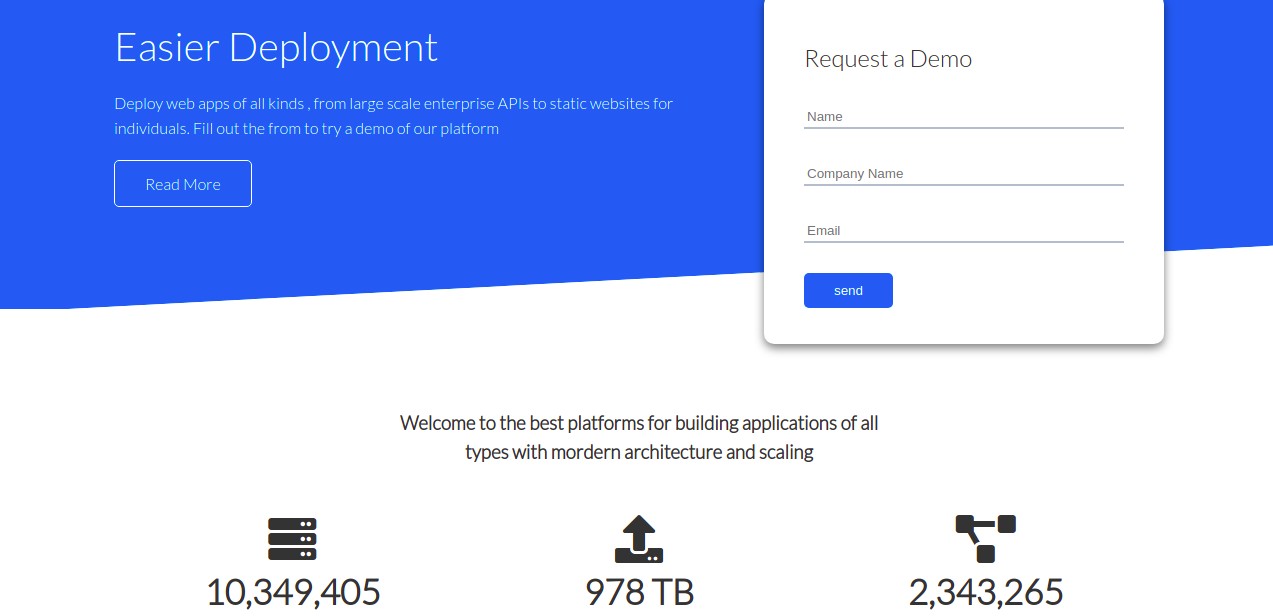 Easier Deployment
Deploy web apps of all kinds , from large scale enterprise APIs to static websites for
individuals. Fill out the from to try a demo of our platform
Read More
Request a Demo
Name
Company Name
Email
send
Welcome to the best platforms for building applications of all
types with mordern architecture and scaling
10,349,405
978 TB
2,343,265